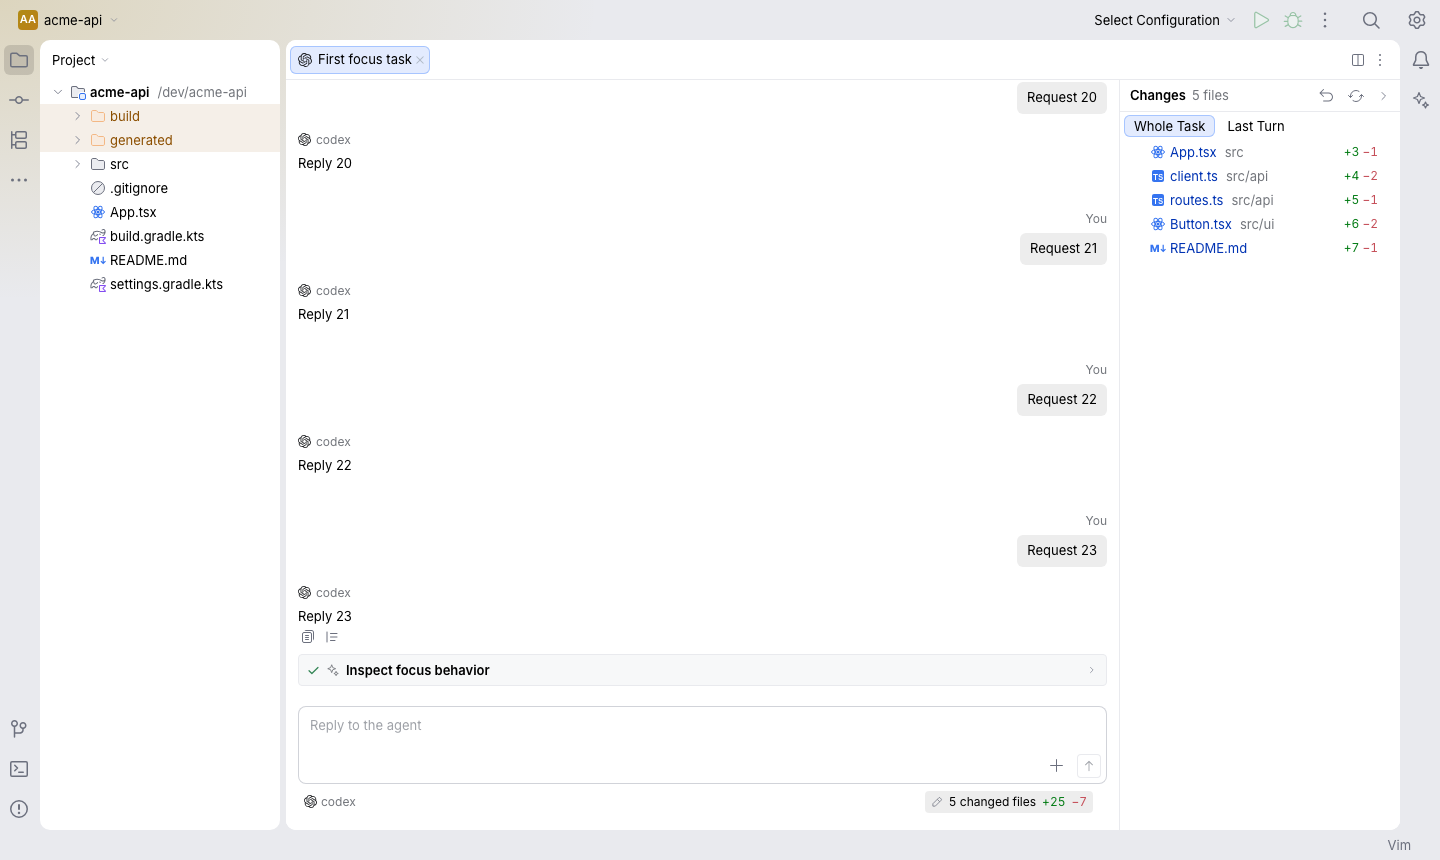 AA acme-api
Select Configuration
Project
acme-api /dev/acme-api
build
generated
src
.gitignore
App.tsx
build.gradle.kts
README.md
settings.gradle.kts
First focus task
Request 20
codex
Reply 20
You
Request 21
codex
Reply 21
You
Request 22
codex
Reply 22
You
Request 23
codex
Reply 23
Inspect focus behavior
Reply to the agent
codex
5 changed files +25 −7
Changes 5 files
Whole Task Last Turn
App.tsx src +3 −1
TS client.ts src/api +4 −2
TS routes.ts src/api +5 −1
Button.tsx src/ui +6 −2
M↓ README.md +7 −1
Vim